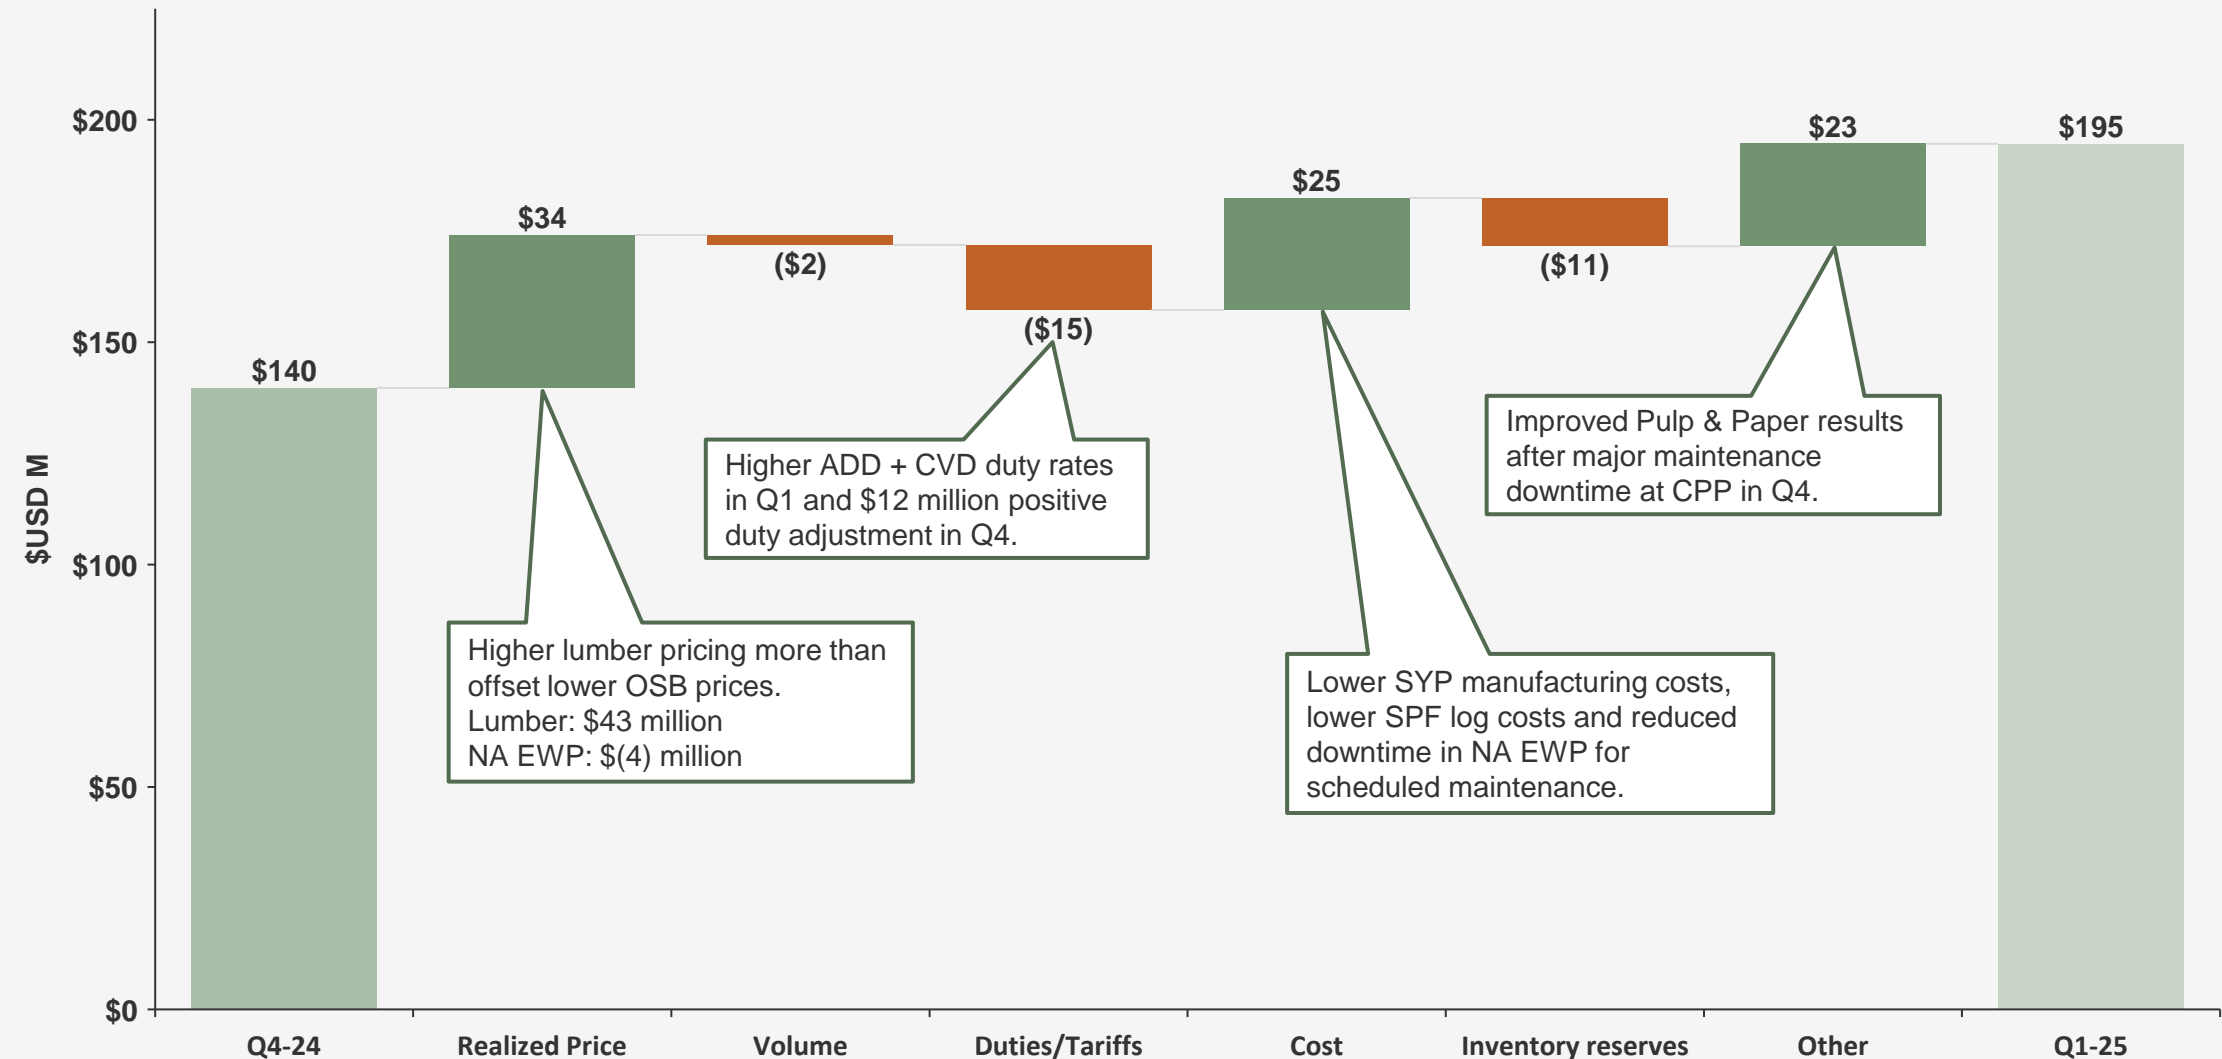 $USD M
$200
$150
$100
$50
$0
$140
$34
($2)
($15)
$25
($11)
$23
$195
Higher lumber pricing more than
offset lower OSB prices.
Lumber: $43 million
NA EWP: $(4) million
Higher ADD + CVD duty rates
in Q1 and $12 million positive
duty adjustment in Q4.
Lower SYP manufacturing costs,
lower SPF log costs and reduced
downtime in NA EWP for
scheduled maintenance.
Improved Pulp & Paper results
after major maintenance
downtime at CPP in Q4.
Q4-24
Realized Price
Volume
Duties/Tariffs
Cost
Inventory reserves
Other
Q1-25